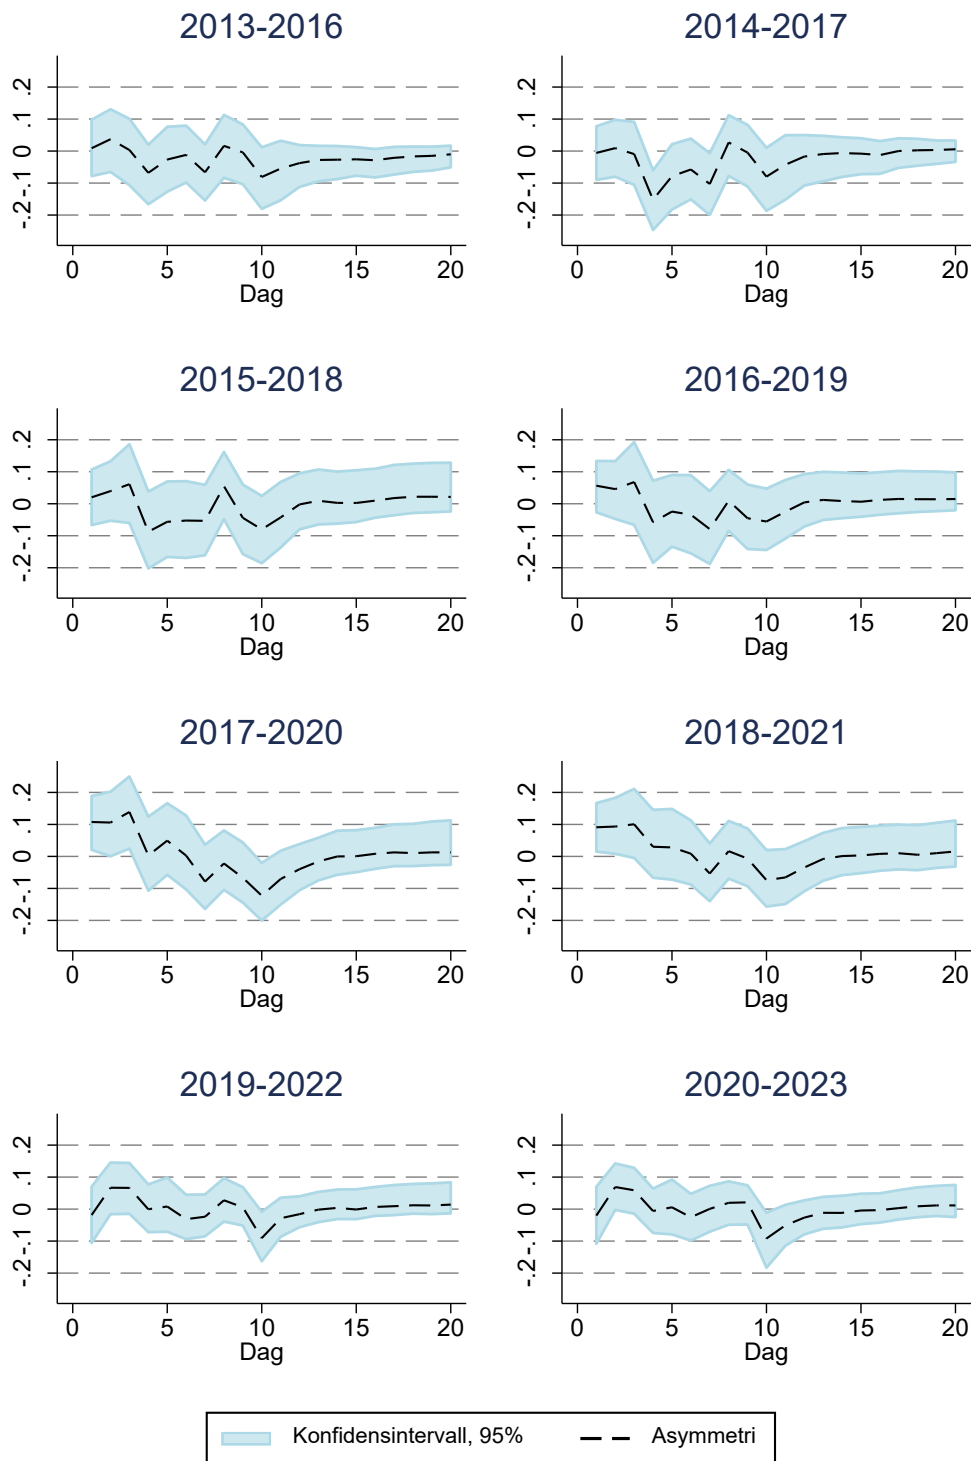 2013-2016 2014-2017
.2 .2
.1 .1
0 0
-.1 -.1
-.2 -.2
0 5 10 15 20 0 5 10 15 20
Dag Dag
2015-2018 2016-2019
.2 .2
.1 .1
0 0
-.1 -.1
-.2 -.2
0 5 10 15 20 0 5 10 15 20
Dag Dag
2017-2020 2018-2021
.2 .2
.1 .1
0 0
-.1 -.1
-.2 -.2
0 5 10 15 20 0 5 10 15 20
Dag Dag
2019-2022 2020-2023
.2 .2
.1 .1
0 0
-.1 -.1
-.2 -.2
0 5 10 15 20 0 5 10 15 20
Dag Dag
Konfidensintervall, 95% Asymmetri